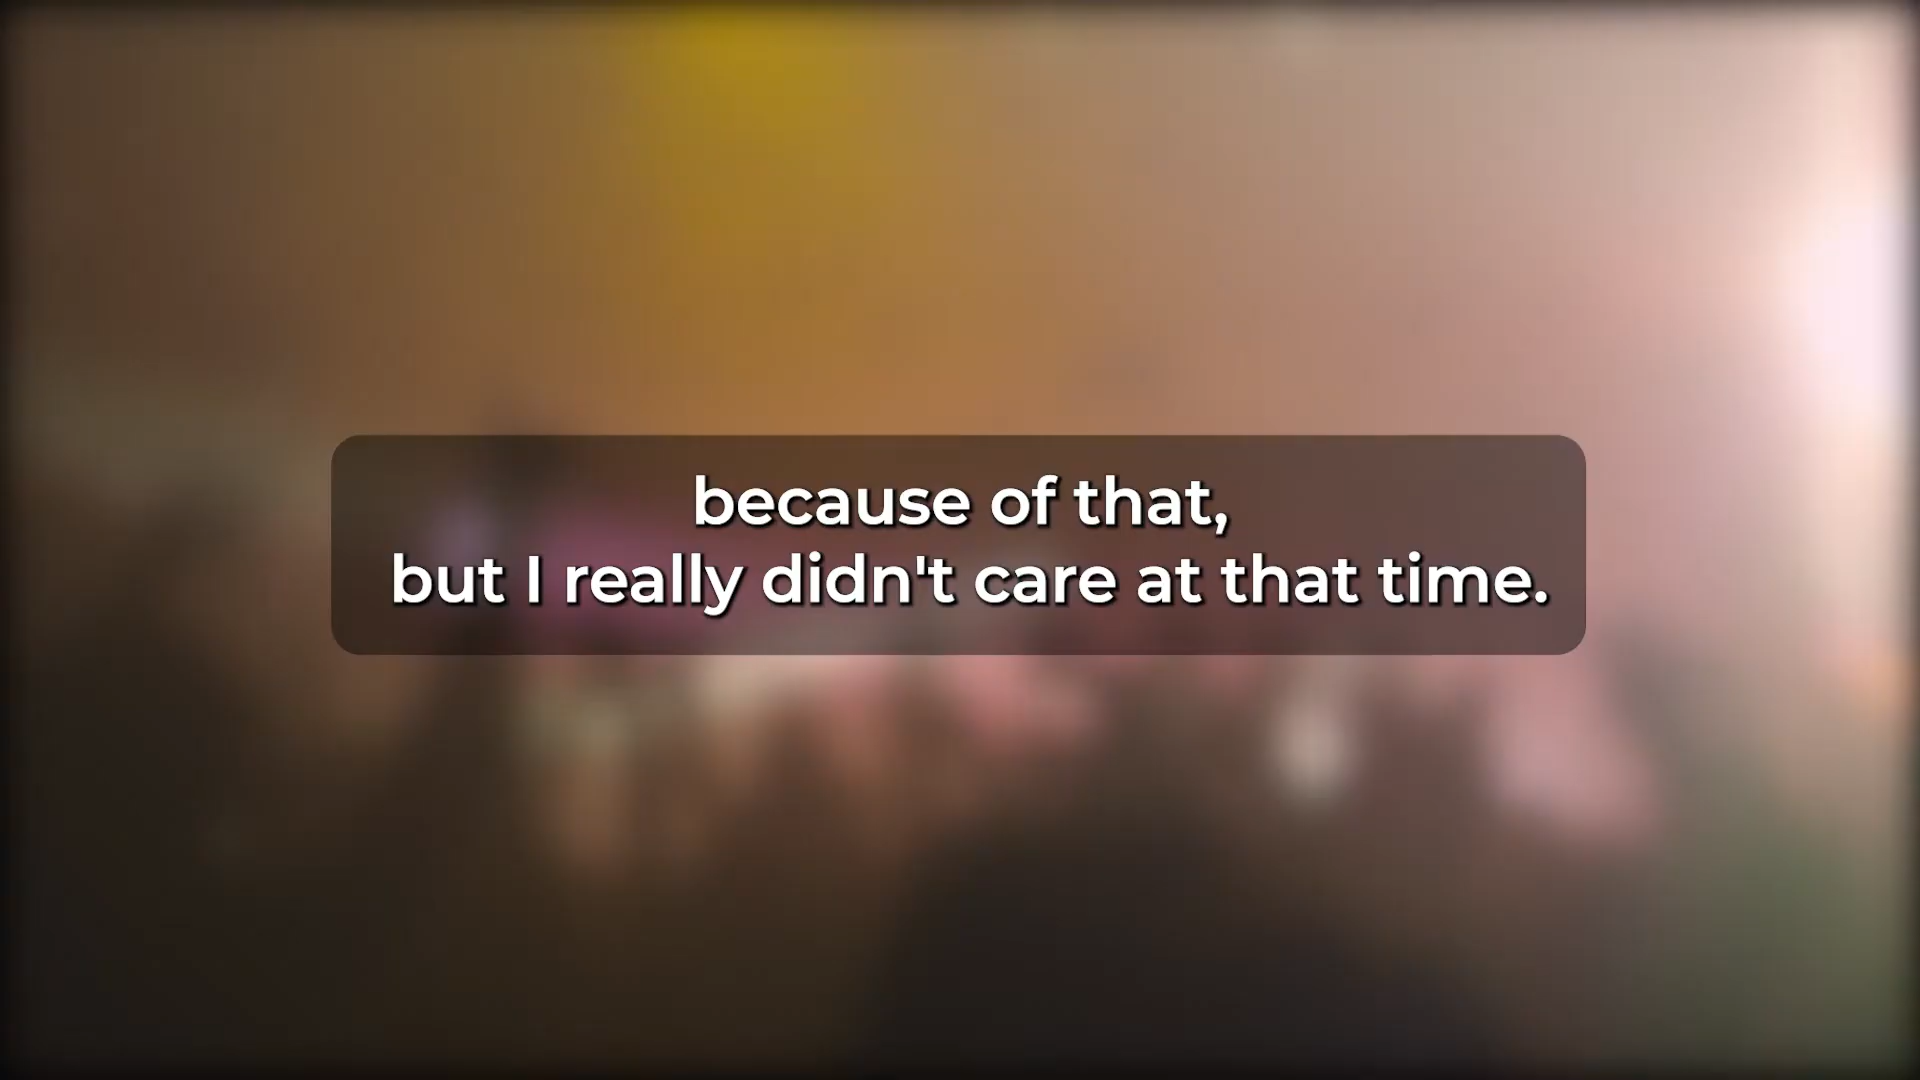 because of that,
but I really didn't care at that time.